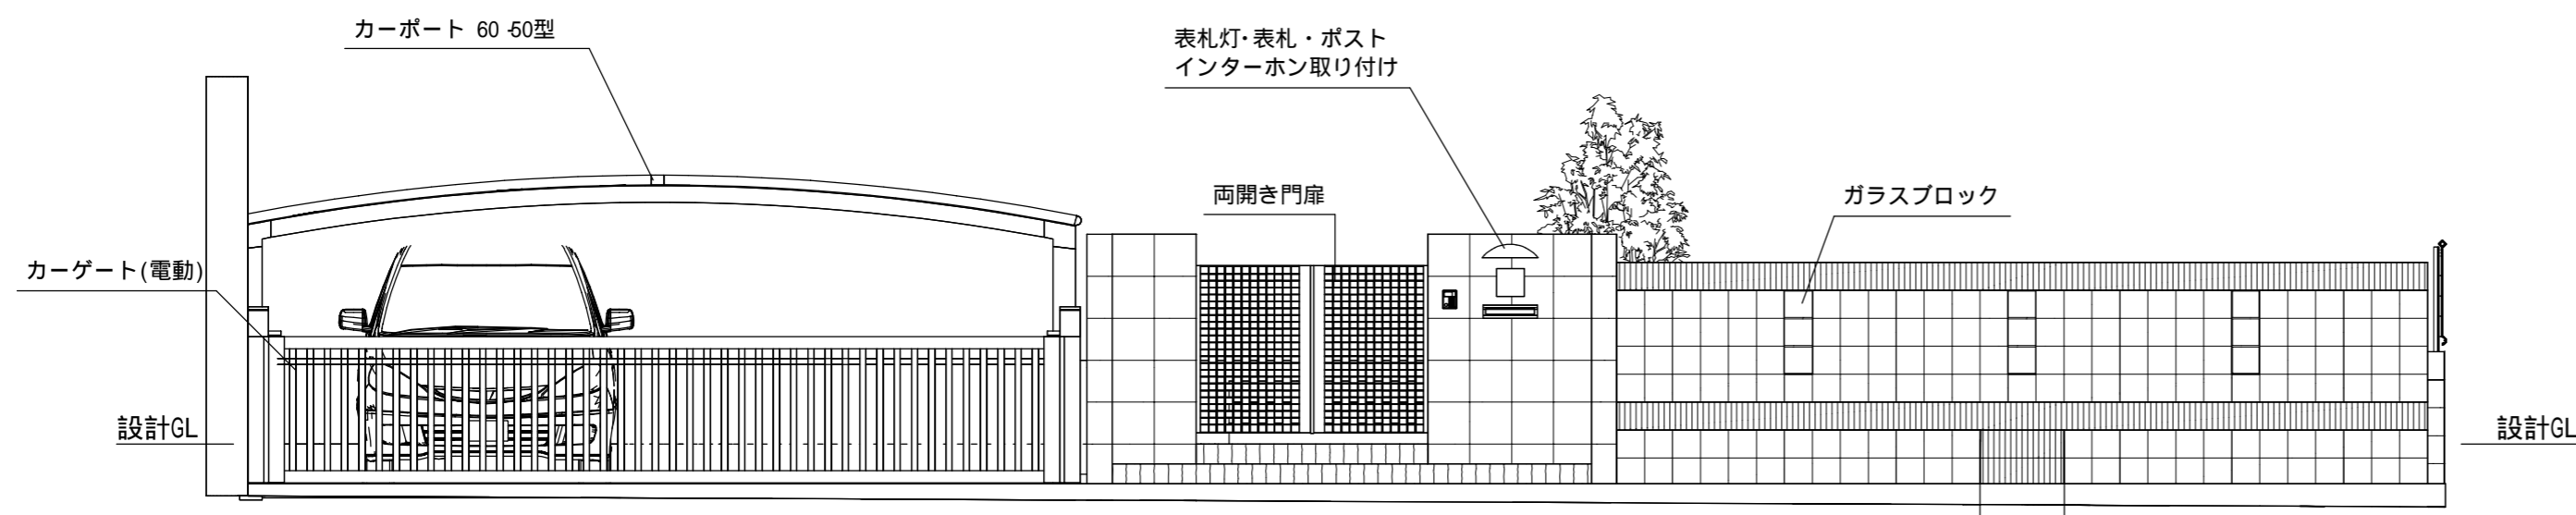 カーポート 60-50型
表札灯・表札・ポスト
インターホン取り付け
両開き門扉
ガラスブロック
カーゲート(電動)
設計GL
設計GL